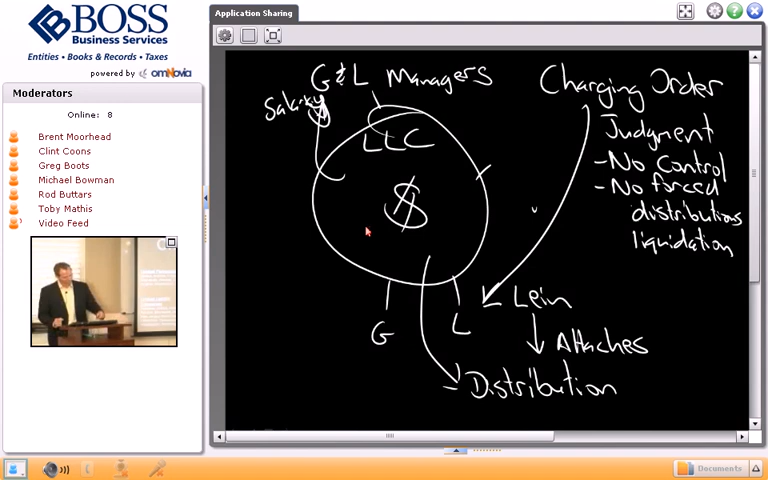 BOSS
Business Services
Entities • Books & Records • Taxes
powered by omNovia
Moderators
Online: 8
Brent Moorhead
Clint Coons
Greg Boots
Michael Bowman
Rod Buttars
Toby Mathis
Video Feed
Application Sharing
G & L Managers
Salary
LLC
$
G
L
Charging Order
Judgment
- No Control
- No forced
distributions
liquidation
Lein
Attaches
Distribution
Documents